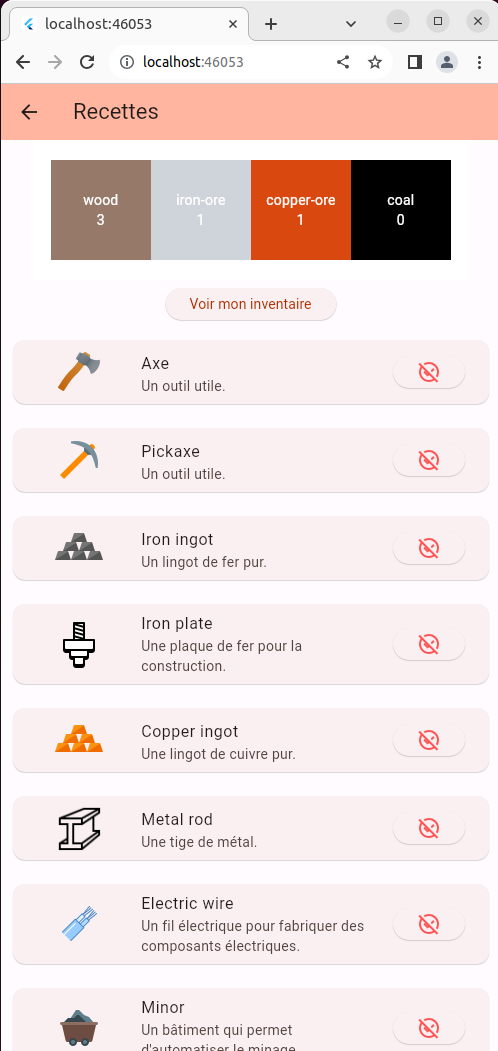 localhost:46053
localhost:46053
Recettes
wood
3
iron-ore
1
copper-ore
1
coal
0
Voir mon inventaire
Axe
Un outil utile.
Pickaxe
Un outil utile.
Iron ingot
Un lingot de fer pur.
Iron plate
Une plaque de fer pour la
construction.
Copper ingot
Une lingot de cuivre pur.
Metal rod
Une tige de métal.
Electric wire
Un fil électrique pour fabriquer des
composants électriques.
Minor
Un bâtiment qui permet
d'automatiser le minage